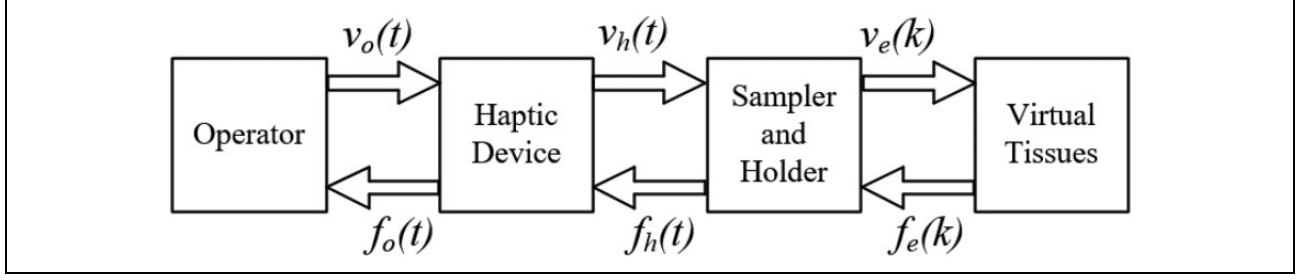 vₒ(t)
vₕ(t)
vₑ(k)
Operator
Haptic
Device
Sampler
and
Holder
Virtual
Tissues
fₒ(t)
fₕ(t)
fₑ(k)